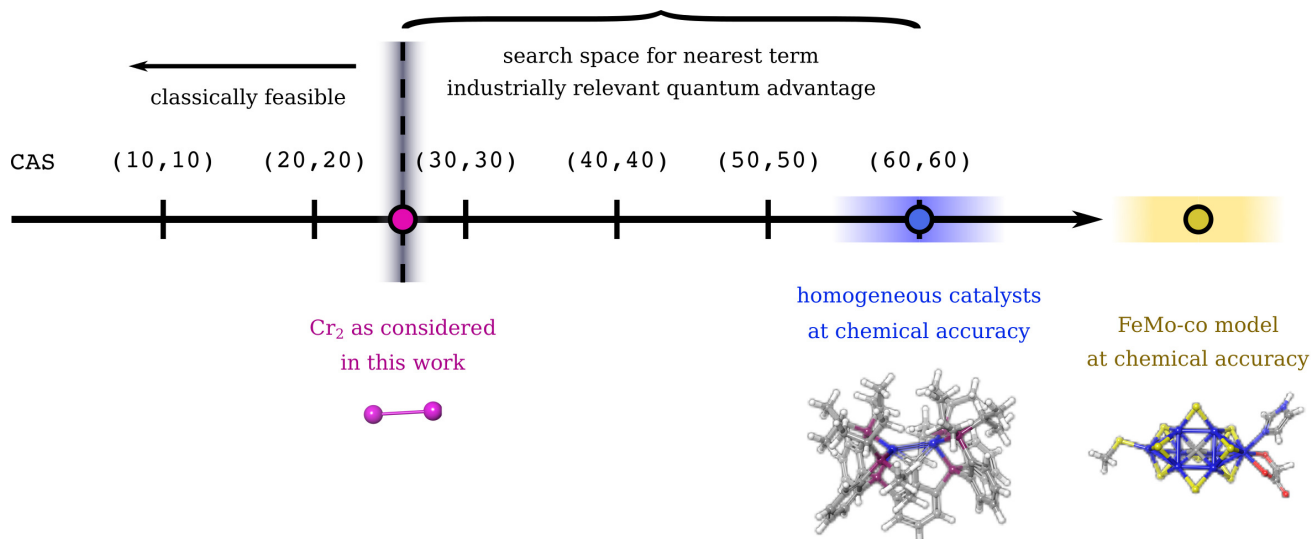 search space for nearest term
industrially relevant quantum advantage
classically feasible
CAS (10,10) (20,20) (30,30) (40,40) (50,50) (60,60)
Cr₂ as considered
in this work
homogeneous catalysts
at chemical accuracy
FeMo-co model
at chemical accuracy